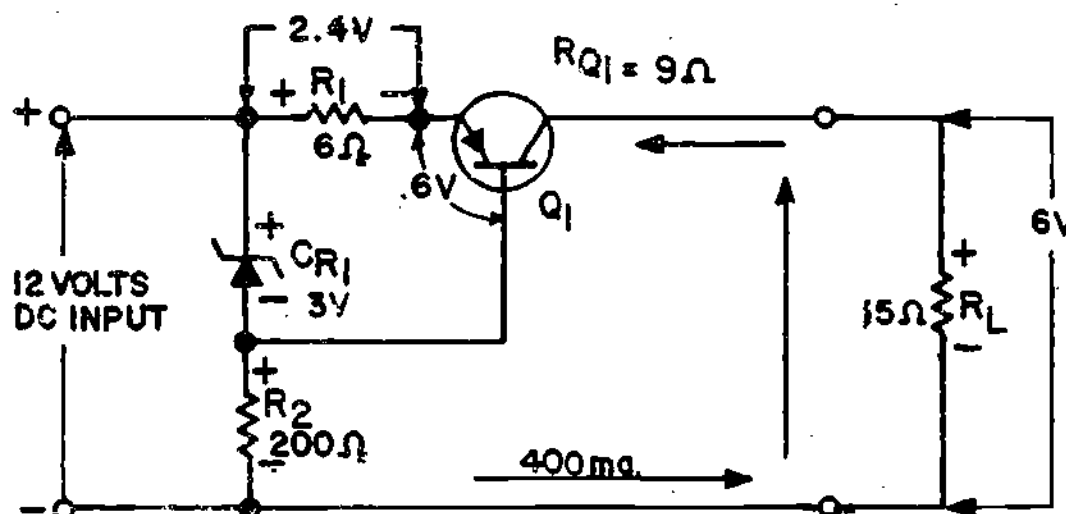 2.4V
RQ1 = 9Ω
+ R1 -
6Ω
+
.6V
Q1
6V
+
CR1
- 3V
12 VOLTS
DC INPUT
+
15Ω RL
-
+
R2
200Ω
-
400ma.
-